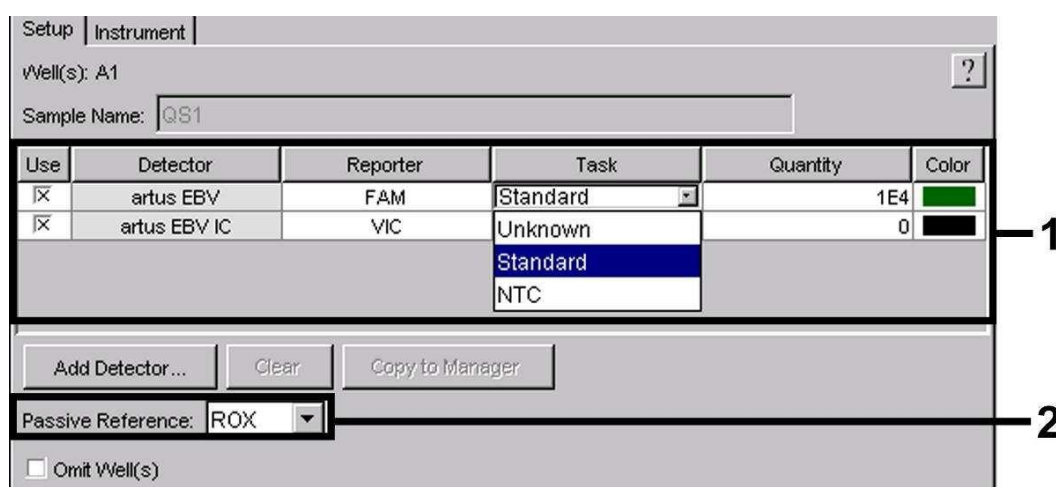 Setup Instrument
Well(s): A1 ?
Sample Name: QS1
Use Detector Reporter Task Quantity Color
artus EBV FAM Standard 1E4
artus EBV IC VIC Unknown 0
Standard
NTC
1
Add Detector... Clear Copy to Manager
Passive Reference: ROX
2
Omit Well(s)